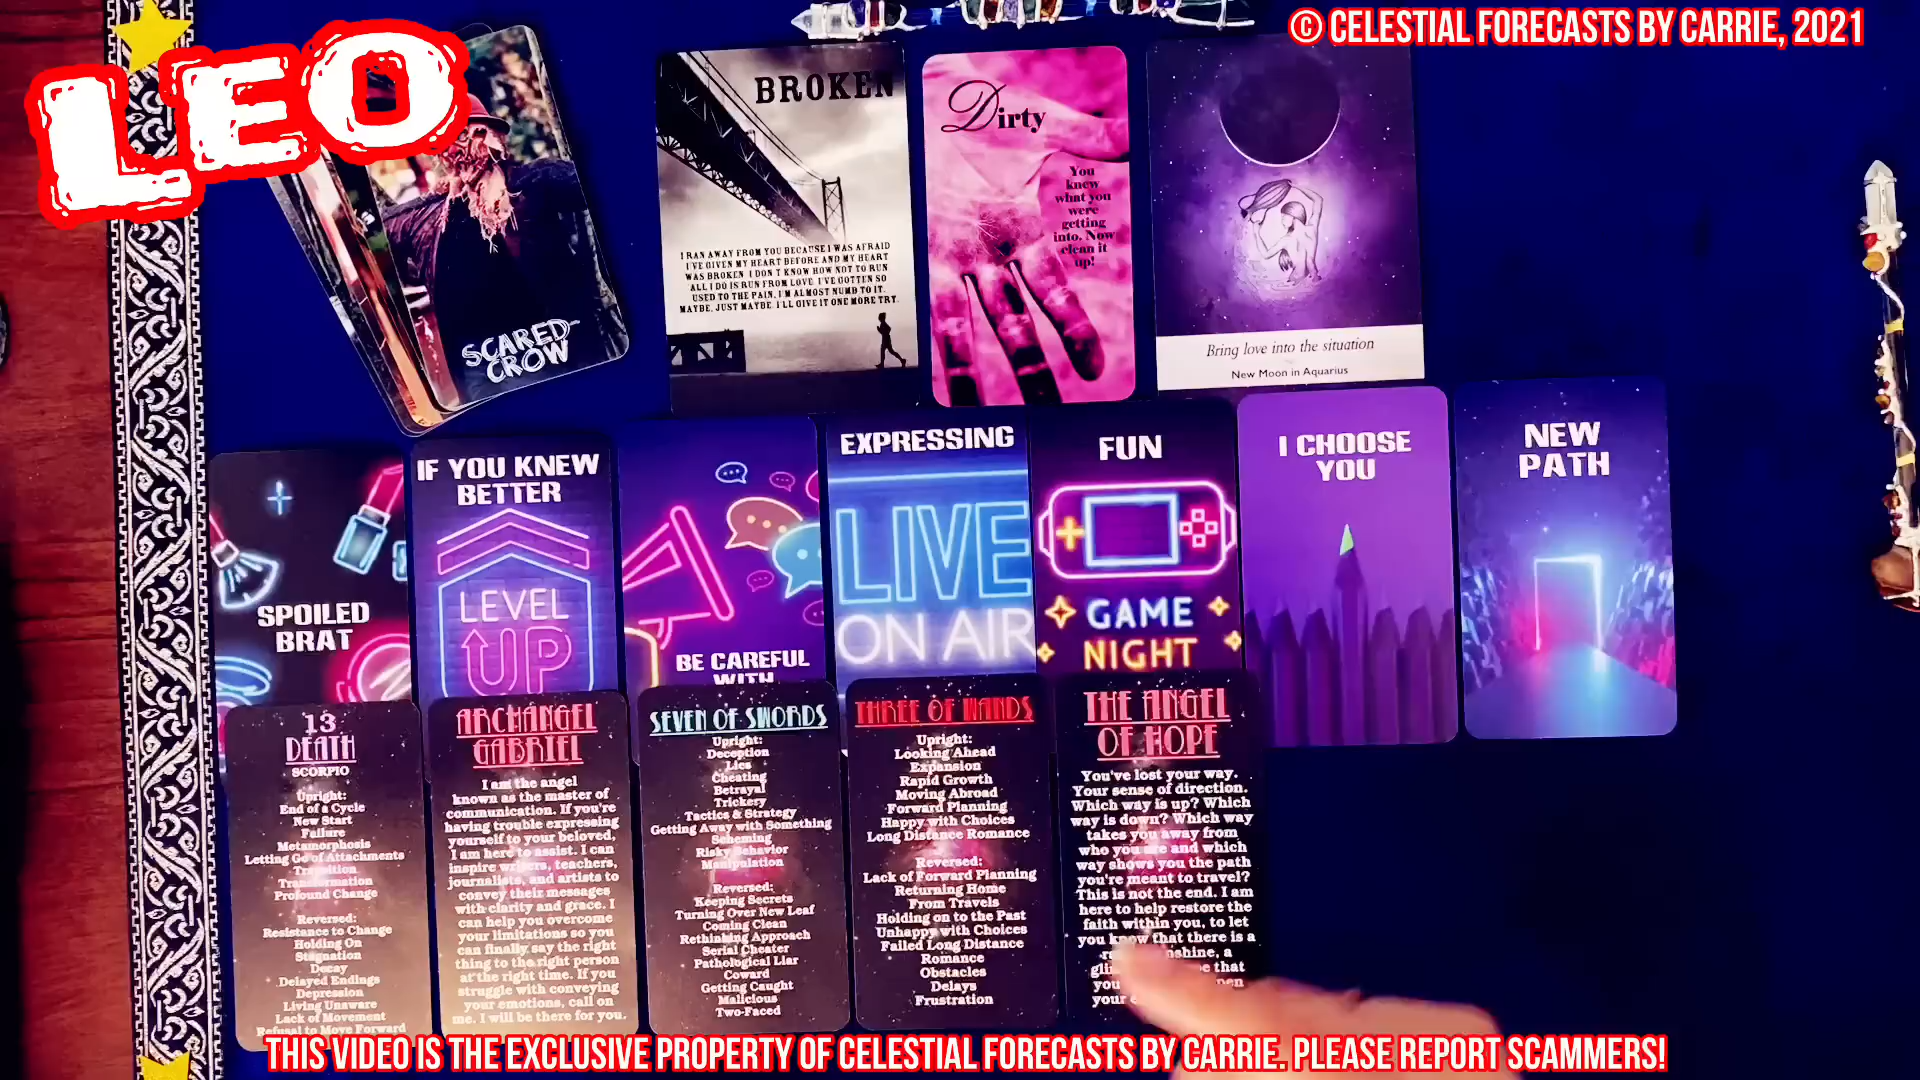 LEO
© CELESTIAL FORECASTS BY CARRIE, 2021
SCARED-
CROW
BROKEN
I RAN AWAY FROM YOU BECAUSE I WAS AFRAID
I'VE GIVEN MY HEART BEFORE AND MY HEART
WAS BROKEN. I DON'T KNOW HOW NOT TO RUN
ALL I DO IS RUN FROM LOVE. I'VE GOTTEN SO
USED TO THE PAIN, I'M ALMOST NUMB TO IT.
MAYBE, JUST MAYBE, I'LL GIVE IT ONE MORE TRY.
Dirty
You
knew
what you
were
getting
into. Now
clean it
up!
Bring love into the situation
New Moon in Aquarius
SPOILED
BRAT
IF YOU KNEW
BETTER
LEVEL
UP
BE CAREFUL
WITH
EXPRESSING
LIVE
ON AIR
FUN
GAME
NIGHT
I CHOOSE
YOU
NEW
PATH
13
DEATH
SCORPIO
Upright:
End of a Cycle
New Start
Failure
Metamorphosis
Letting Go of Attachments
Transition
Transformation
Profound Change
Reversed:
Resistance to Change
Holding On
Stagnation
Decay
Delayed Endings
Depression
Living Unaware
Lack of Movement
Refusal to Move Forward
ARCHANGEL
GABRIEL
I am the angel
known as the master of
communication. If you're
having trouble expressing
yourself to your beloved,
I am here to assist. I can
inspire writers, teachers,
journalists, and artists to
convey their messages
with clarity and grace. I
can help you overcome
your limitations so you
can finally say the right
thing to the right person
at the right time. If you
struggle with conveying
your emotions, call on
me. I will be there for you.
SEVEN OF SWORDS
Upright:
Deception
Lies
Cheating
Betrayal
Trickery
Tactics & Strategy
Getting Away with Something
Scheming
Risky Behavior
Manipulation
Reversed:
Keeping Secrets
Turning Over New Leaf
Coming Clean
Rethinking Approach
Serial Cheater
Pathological Liar
Coward
Getting Caught
Malicious
Two-Faced
THREE OF WANDS
Upright:
Looking Ahead
Expansion
Rapid Growth
Moving Abroad
Forward Planning
Happy with Choices
Long Distance Romance
Reversed:
Lack of Forward Planning
Returning Home
From Travels
Holding on to the Past
Unhappy with Choices
Failed Long Distance
Romance
Obstacles
Delays
Frustration
THE ANGEL
OF HOPE
You've lost your way.
Your sense of direction.
Which way is up? Which
way is down? Which way
takes you away from
who you are and which
way shows you the path
you're meant to travel?
This is not the end. I am
here to help restore the
faith within you, to let
you know that there is a
that
you
your
THIS VIDEO IS THE EXCLUSIVE PROPERTY OF CELESTIAL FORECASTS BY CARRIE. PLEASE REPORT SCAMMERS!